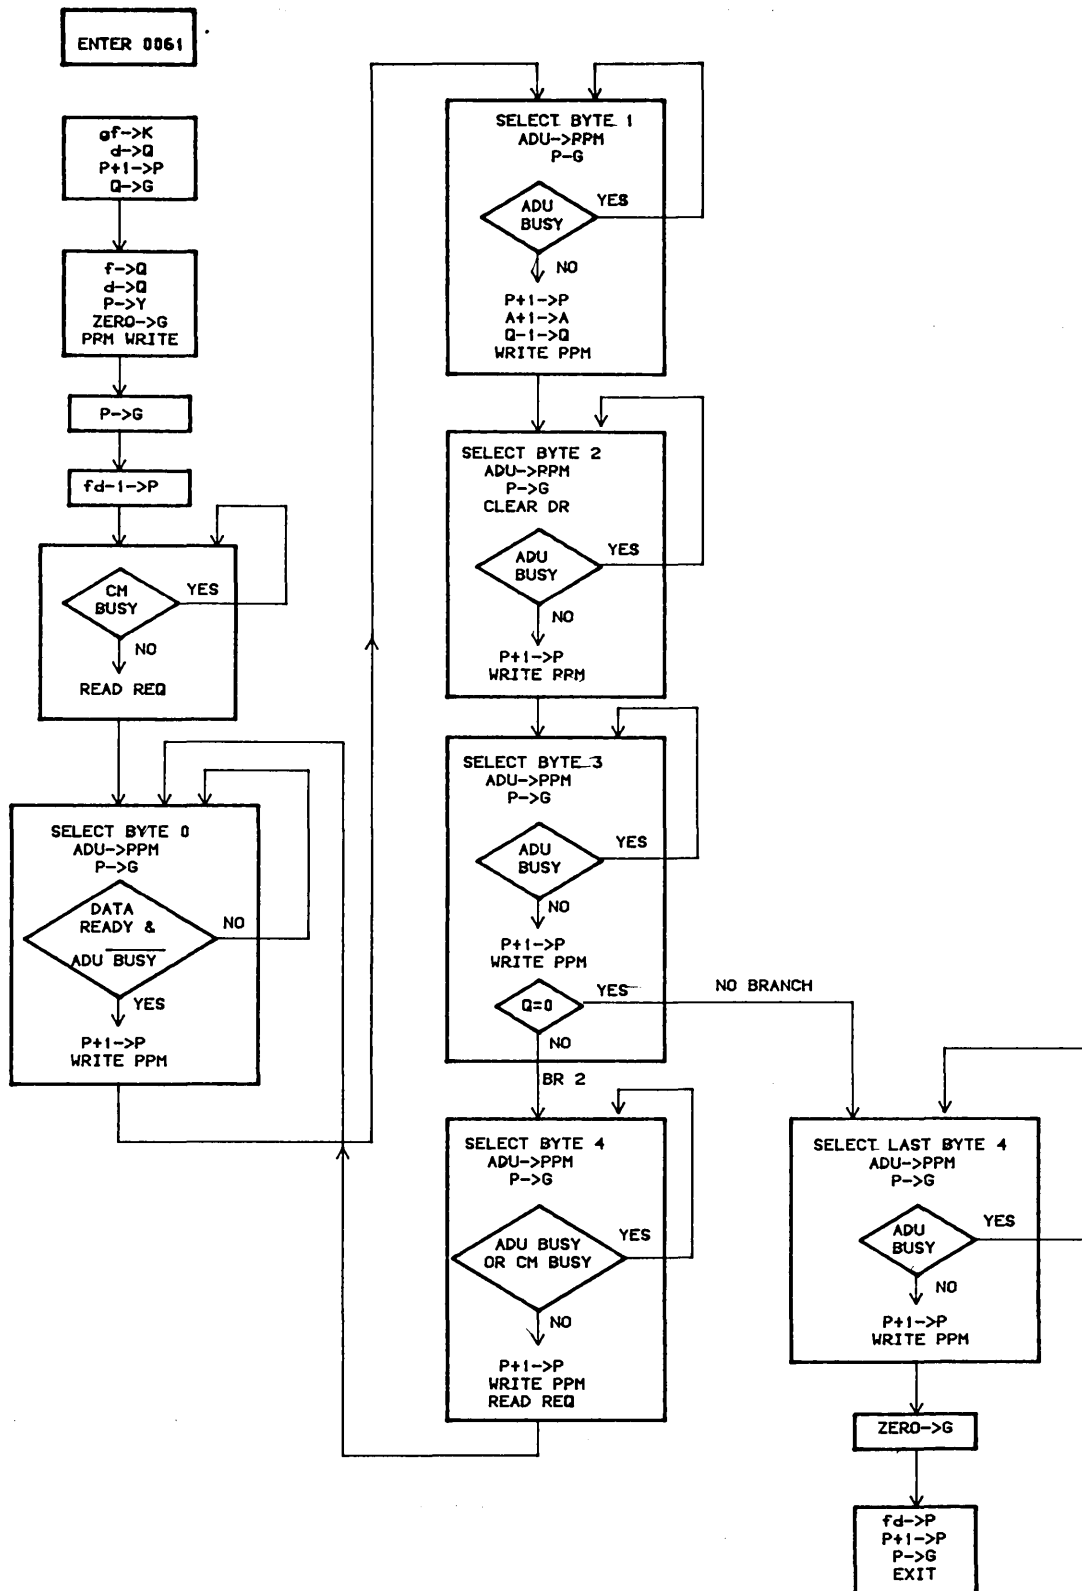 ENTER 0061
gf->K
d->Q
P+1->P
Q->G
f->Q
d->Q
P->Y
ZERO->G
PRM WRITE
P->G
fd-1->P
CM
BUSY
YES
NO
READ REQ
SELECT BYTE 0
ADU->PPM
P->G
DATA
READY &
ADU BUSY
NO
YES
P+1->P
WRITE PPM
SELECT BYTE 1
ADU->PPM
P-G
ADU
BUSY
YES
NO
P+1->P
A+1->A
Q-1->Q
WRITE PPM
SELECT BYTE 2
ADU->PPM
P->G
CLEAR DR
ADU
BUSY
YES
NO
P+1->P
WRITE PPM
SELECT BYTE 3
ADU->PPM
P->G
ADU
BUSY
YES
NO
P+1->P
WRITE PPM
Q=0
YES
NO BRANCH
NO
BR 2
SELECT BYTE 4
ADU->PPM
P->G
ADU BUSY
OR CM BUSY
YES
NO
P+1->P
WRITE PPM
READ REQ
SELECT LAST BYTE 4
ADU->PPM
P->G
ADU
BUSY
YES
NO
P+1->P
WRITE PPM
ZERO->G
fd->P
P+1->P
P->G
EXIT